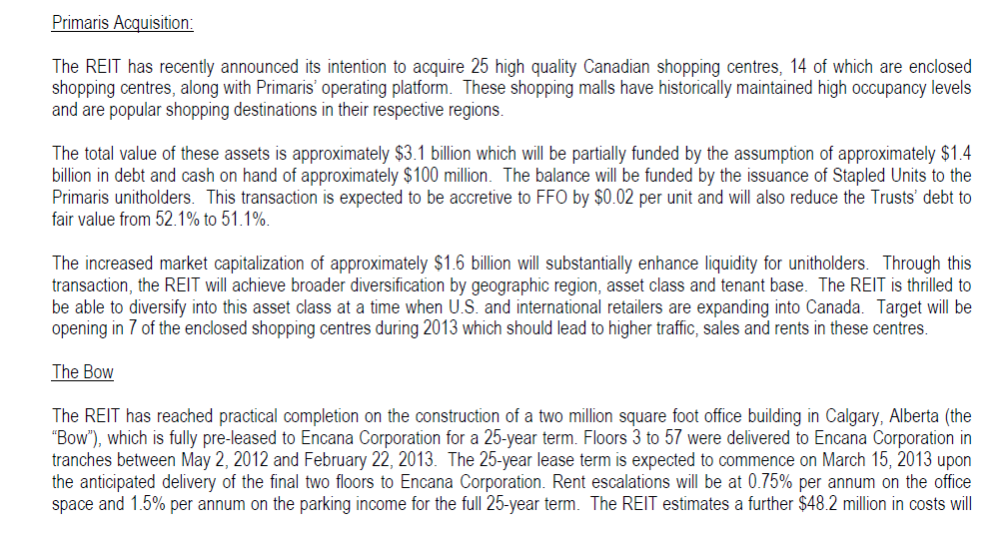 Primaris Acquisition:
The REIT has recently announced its intention to acquire 25 high quality Canadian shopping centres, 14 of which are enclosed
shopping centres, along with Primaris' operating platform. These shopping malls have historically maintained high occupancy levels
and are popular shopping destinations in their respective regions.
The total value of these assets is approximately $3.1 billion which will be partially funded by the assumption of approximately $1.4
billion in debt and cash on hand of approximately $100 million. The balance will be funded by the issuance of Stapled Units to the
Primaris unitholders. This transaction is expected to be accretive to FFO by $0.02 per unit and will also reduce the Trusts' debt to
fair value from 52.1% to 51.1%.
The increased market capitalization of approximately $1.6 billion will substantially enhance liquidity for unitholders. Through this
transaction, the REIT will achieve broader diversification by geographic region, asset class and tenant base. The REIT is thrilled to
be able to diversify into this asset class at a time when U.S. and international retailers are expanding into Canada. Target will be
opening in 7 of the enclosed shopping centres during 2013 which should lead to higher traffic, sales and rents in these centres.
The Bow
The REIT has reached practical completion on the construction of a two million square foot office building in Calgary, Alberta (the
"Bow"), which is fully pre-leased to Encana Corporation for a 25-year term. Floors 3 to 57 were delivered to Encana Corporation in
tranches between May 2, 2012 and February 22, 2013. The 25-year lease term is expected to commence on March 15, 2013 upon
the anticipated delivery of the final two floors to Encana Corporation. Rent escalations will be at 0.75% per annum on the office
space and 1.5% per annum on the parking income for the full 25-year term. The REIT estimates a further $48.2 million in costs will